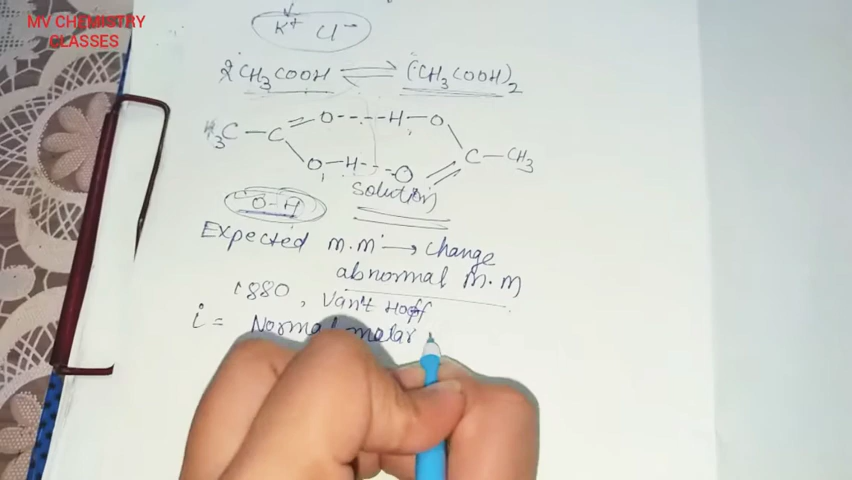 MV CHEMISTRY
CLASSES
K+ Cl-
2CH3COOH ⇌ (CH3COOH)2
H3C-C=O---H-O
O-H---O=C-CH3
Solution
O-H
Expected M.M → change
abnormal M.M
1880, Van't Hoff
i = Normal molar